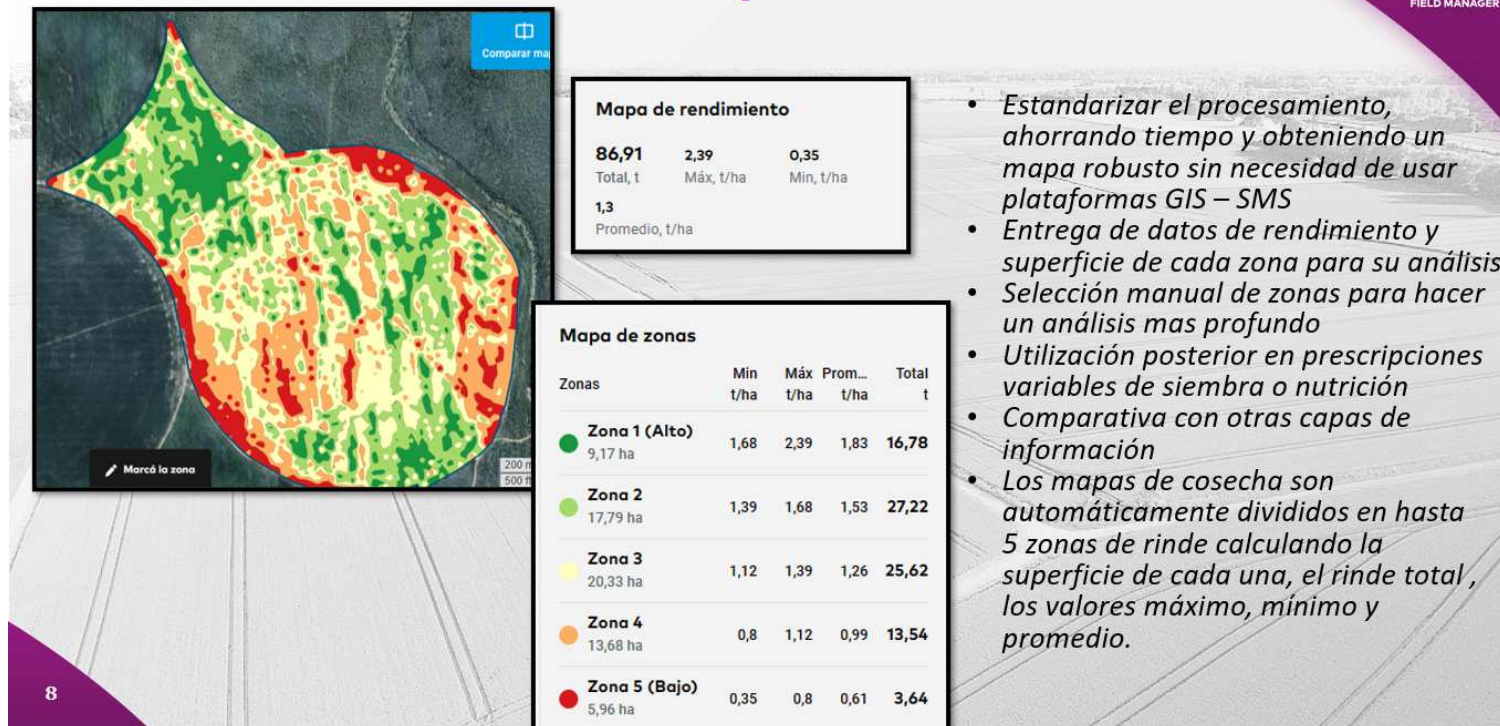 FIELD MANAGER
Comparar ma
Marcá la zona
200 m
500 ft
Mapa de rendimiento
86,91 2,39 0,35
Total, t Máx, t/ha Min, t/ha
1,3
Promedio, t/ha
Mapa de zonas
Zonas Min t/ha Máx t/ha Prom... t/ha Total t
Zona 1 (Alto) 1,68 2,39 1,83 16,78
9,17 ha
Zona 2 1,39 1,68 1,53 27,22
17,79 ha
Zona 3 1,12 1,39 1,26 25,62
20,33 ha
Zona 4 0,8 1,12 0,99 13,54
13,68 ha
Zona 5 (Bajo) 0,35 0,8 0,61 3,64
5,96 ha
• Estandarizar el procesamiento,
ahorrando tiempo y obteniendo un
mapa robusto sin necesidad de usar
plataformas GIS – SMS
• Entrega de datos de rendimiento y
superficie de cada zona para su análisis
• Selección manual de zonas para hacer
un análisis mas profundo
• Utilización posterior en prescripciones
variables de siembra o nutrición
• Comparativa con otras capas de
información
• Los mapas de cosecha son
automáticamente divididos en hasta
5 zonas de rinde calculando la
superficie de cada una, el rinde total ,
los valores máximo, mínimo y
promedio.
8